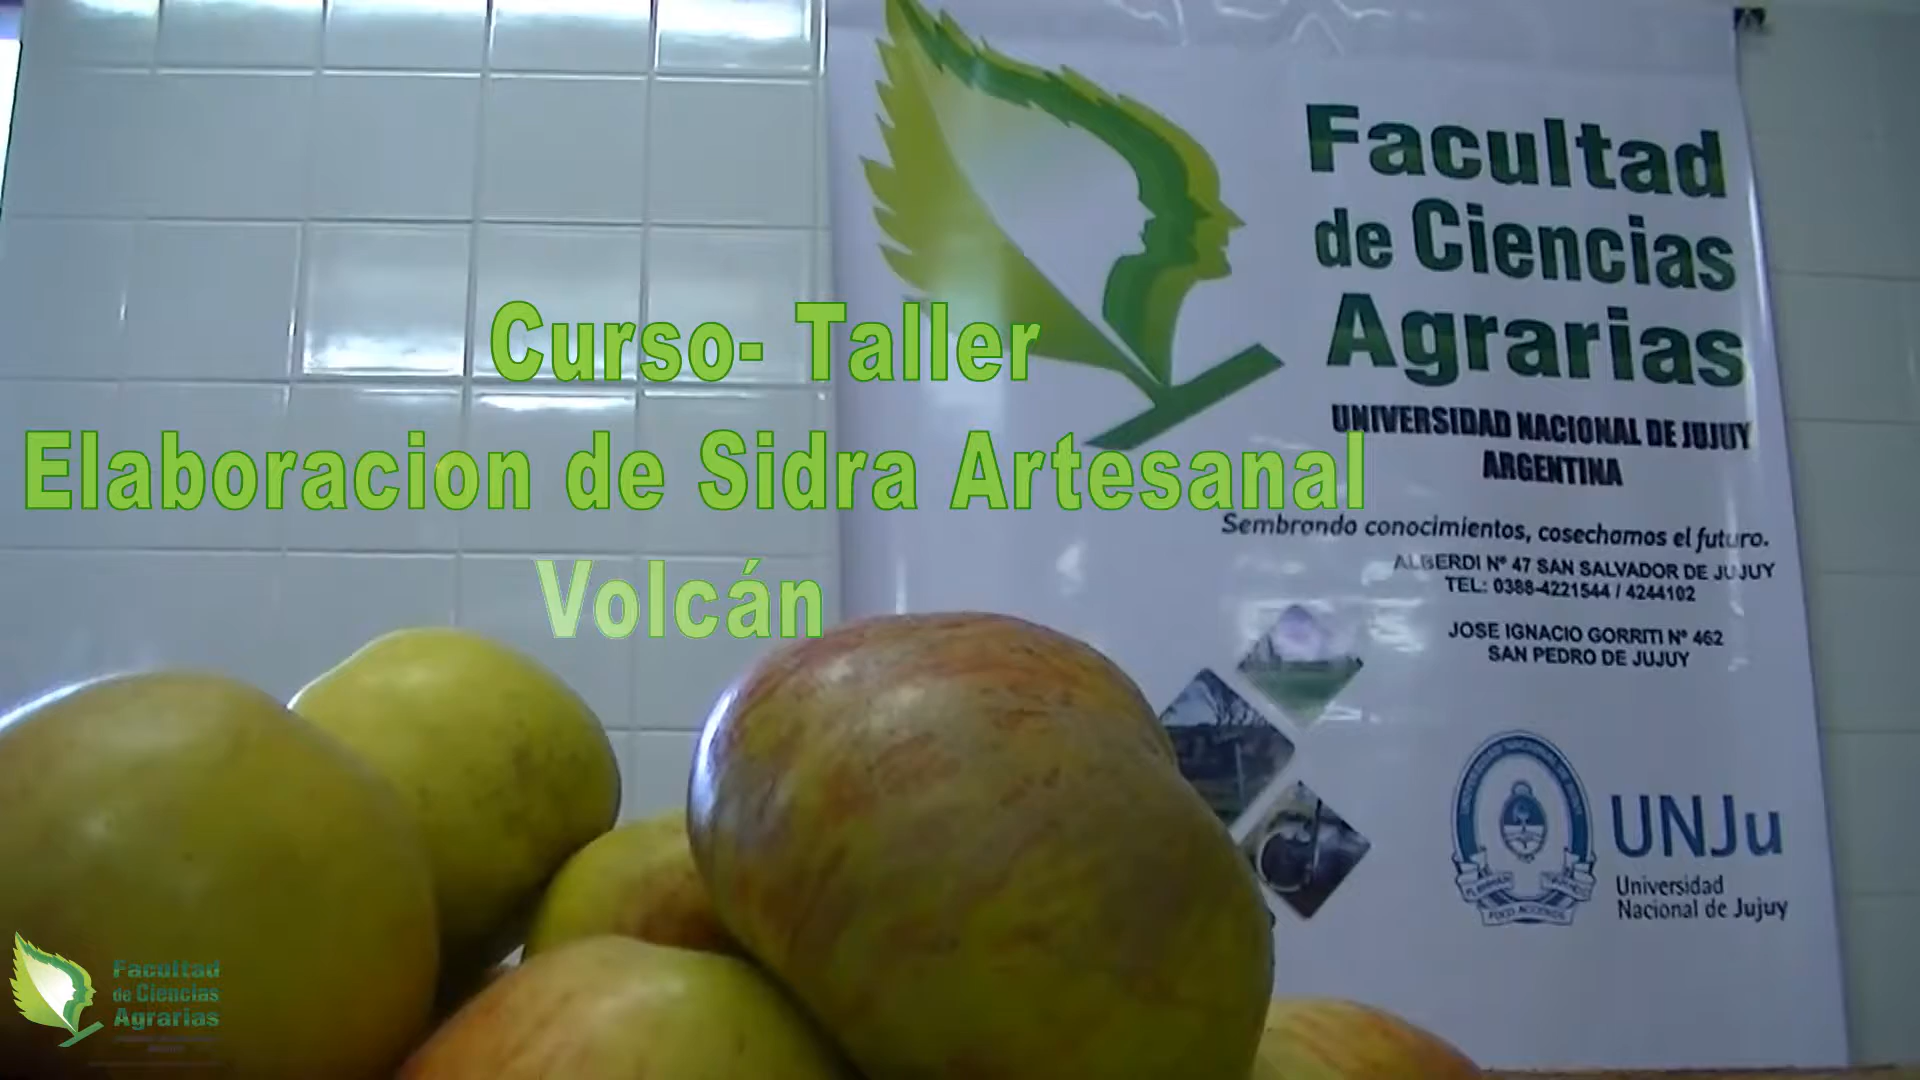 Facultad
de Ciencias
Agrarias
UNIVERSIDAD NACIONAL DE JUJUY
ARGENTINA
Sembrando conocimientos, cosechamos el futuro.
ALBERDI Nº 47 SAN SALVADOR DE JUJUY
TEL: 0388-4221544 / 4244102
JOSE IGNACIO GORRITI Nº 462
SAN PEDRO DE JUJUY
Curso- Taller
Elaboracion de Sidra Artesanal
Volcán
UNJu
Universidad
Nacional de Jujuy
Facultad
de Ciencias
Agrarias